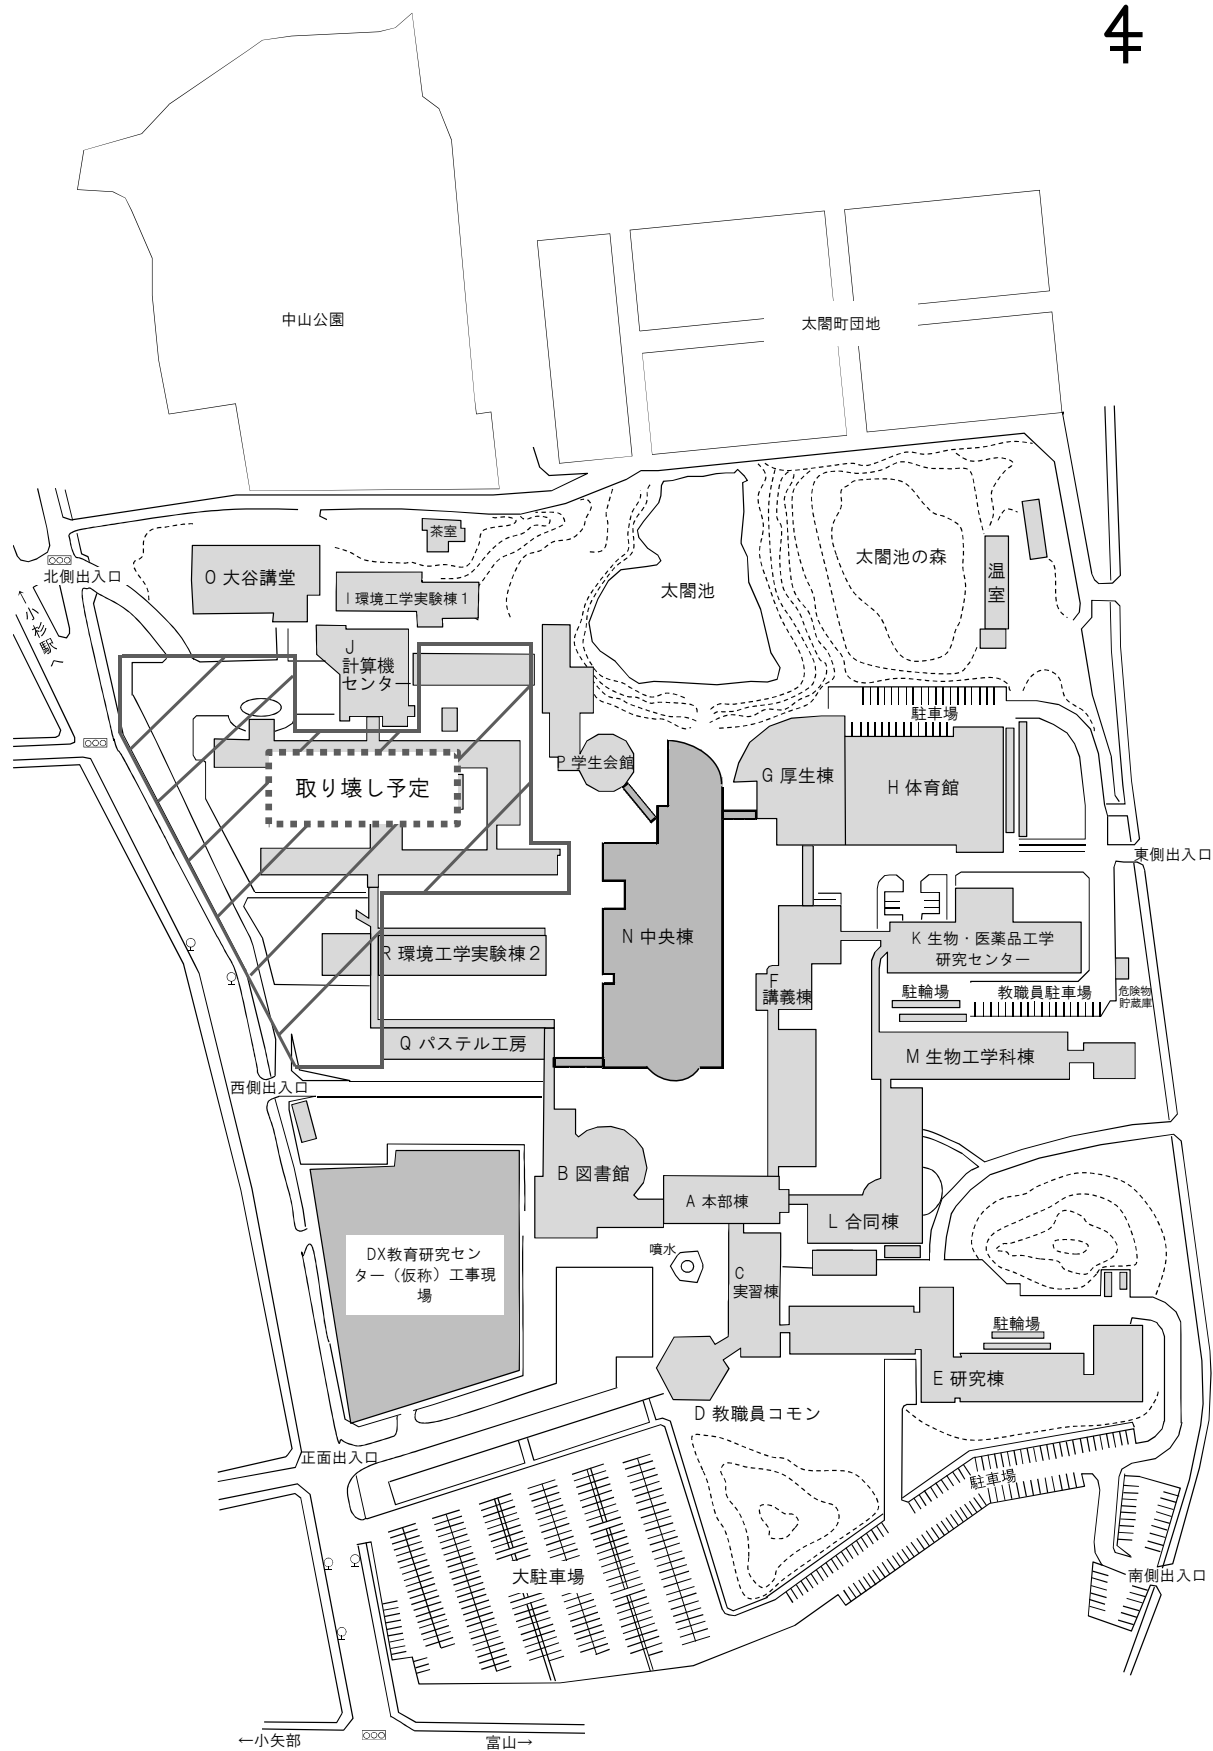 中山公園
太閤町団地
茶室
太閤池の森
O 大谷講堂
温
室
北側出入口
太閤池
I 環境工学実験棟1
←小杉駅へ
J
計算機
センター
駐車場
P 学生会館
G 厚生棟
H 体育館
取り壊し予定
東側出入口
N 中央棟
K 生物・医薬品工学
研究センター
R 環境工学実験棟2
F
講義棟
駐輪場
教職員駐車場
危険物
貯蔵庫
Q パステル工房
M 生物工学科棟
西側出入口
B 図書館
A 本部棟
L 合同棟
噴水
DX教育研究セン
ター（仮称）工事現
場
C
実習棟
駐輪場
E 研究棟
D 教職員コモン
正面出入口
駐車場
大駐車場
南側出入口
←小矢部
富山→